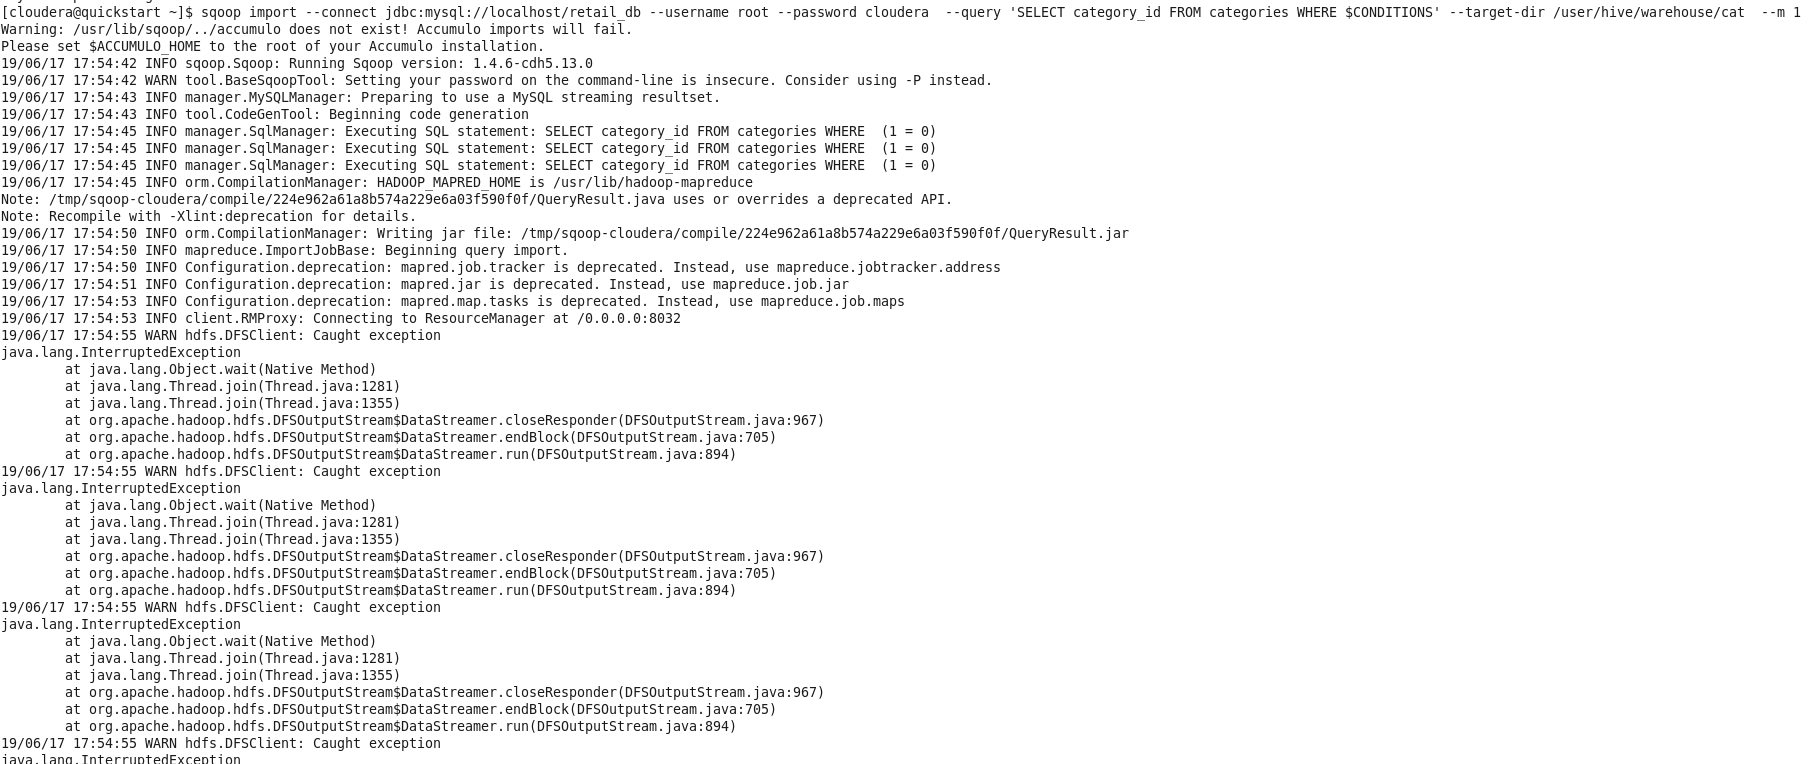 [cloudera@quickstart ~]$ sqoop import --connect jdbc:mysql://localhost/retail_db --username root --password cloudera  --query 'SELECT category_id FROM categories WHERE $CONDITIONS' --target-dir /user/hive/warehouse/cat  --m 1
Warning: /usr/lib/sqoop/../accumulo does not exist! Accumulo imports will fail.
Please set $ACCUMULO_HOME to the root of your Accumulo installation.
19/06/17 17:54:42 INFO sqoop.Sqoop: Running Sqoop version: 1.4.6-cdh5.13.0
19/06/17 17:54:42 WARN tool.BaseSqoopTool: Setting your password on the command-line is insecure. Consider using -P instead.
19/06/17 17:54:43 INFO manager.MySQLManager: Preparing to use a MySQL streaming resultset.
19/06/17 17:54:43 INFO tool.CodeGenTool: Beginning code generation
19/06/17 17:54:45 INFO manager.SqlManager: Executing SQL statement: SELECT category_id FROM categories WHERE  (1 = 0)
19/06/17 17:54:45 INFO manager.SqlManager: Executing SQL statement: SELECT category_id FROM categories WHERE  (1 = 0)
19/06/17 17:54:45 INFO manager.SqlManager: Executing SQL statement: SELECT category_id FROM categories WHERE  (1 = 0)
19/06/17 17:54:45 INFO orm.CompilationManager: HADOOP_MAPRED_HOME is /usr/lib/hadoop-mapreduce
Note: /tmp/sqoop-cloudera/compile/224e962a61a8b574a229e6a03f590f0f/QueryResult.java uses or overrides a deprecated API.
Note: Recompile with -Xlint:deprecation for details.
19/06/17 17:54:50 INFO orm.CompilationManager: Writing jar file: /tmp/sqoop-cloudera/compile/224e962a61a8b574a229e6a03f590f0f/QueryResult.jar
19/06/17 17:54:50 INFO mapreduce.ImportJobBase: Beginning query import.
19/06/17 17:54:50 INFO Configuration.deprecation: mapred.job.tracker is deprecated. Instead, use mapreduce.jobtracker.address
19/06/17 17:54:51 INFO Configuration.deprecation: mapred.jar is deprecated. Instead, use mapreduce.job.jar
19/06/17 17:54:53 INFO Configuration.deprecation: mapred.map.tasks is deprecated. Instead, use mapreduce.job.maps
19/06/17 17:54:53 INFO client.RMProxy: Connecting to ResourceManager at /0.0.0.0:8032
19/06/17 17:54:55 WARN hdfs.DFSClient: Caught exception
java.lang.InterruptedException
        at java.lang.Object.wait(Native Method)
        at java.lang.Thread.join(Thread.java:1281)
        at java.lang.Thread.join(Thread.java:1355)
        at org.apache.hadoop.hdfs.DFSOutputStream$DataStreamer.closeResponder(DFSOutputStream.java:967)
        at org.apache.hadoop.hdfs.DFSOutputStream$DataStreamer.endBlock(DFSOutputStream.java:705)
        at org.apache.hadoop.hdfs.DFSOutputStream$DataStreamer.run(DFSOutputStream.java:894)
19/06/17 17:54:55 WARN hdfs.DFSClient: Caught exception
java.lang.InterruptedException
        at java.lang.Object.wait(Native Method)
        at java.lang.Thread.join(Thread.java:1281)
        at java.lang.Thread.join(Thread.java:1355)
        at org.apache.hadoop.hdfs.DFSOutputStream$DataStreamer.closeResponder(DFSOutputStream.java:967)
        at org.apache.hadoop.hdfs.DFSOutputStream$DataStreamer.endBlock(DFSOutputStream.java:705)
        at org.apache.hadoop.hdfs.DFSOutputStream$DataStreamer.run(DFSOutputStream.java:894)
19/06/17 17:54:55 WARN hdfs.DFSClient: Caught exception
java.lang.InterruptedException
        at java.lang.Object.wait(Native Method)
        at java.lang.Thread.join(Thread.java:1281)
        at java.lang.Thread.join(Thread.java:1355)
        at org.apache.hadoop.hdfs.DFSOutputStream$DataStreamer.closeResponder(DFSOutputStream.java:967)
        at org.apache.hadoop.hdfs.DFSOutputStream$DataStreamer.endBlock(DFSOutputStream.java:705)
        at org.apache.hadoop.hdfs.DFSOutputStream$DataStreamer.run(DFSOutputStream.java:894)
19/06/17 17:54:55 WARN hdfs.DFSClient: Caught exception
java.lang.InterruptedException